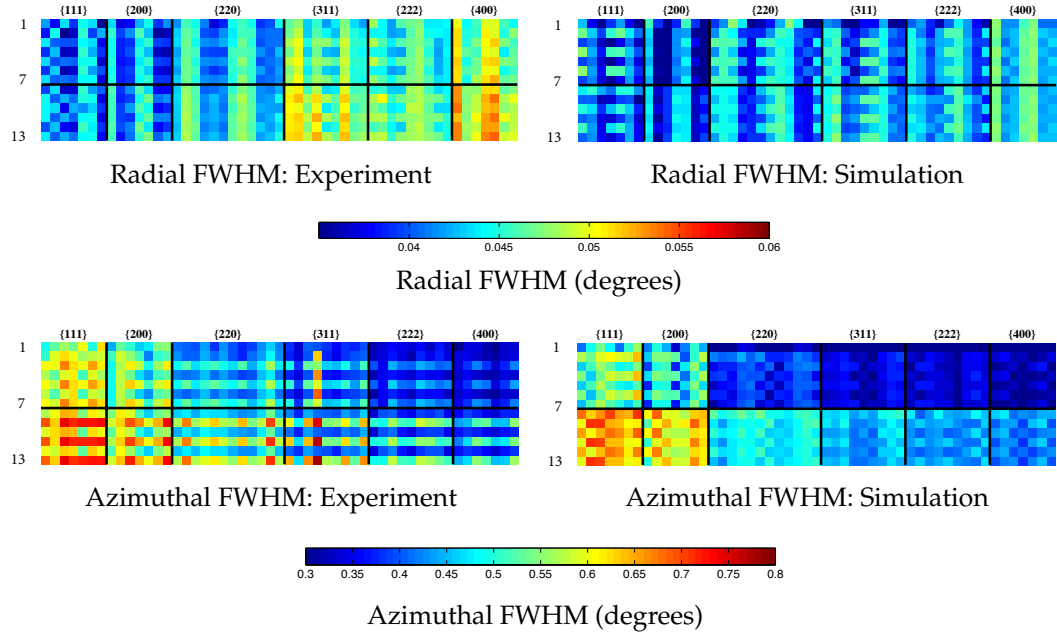 {111} {200} {220} {311} {222} {400}
1
7
13
Radial FWHM: Experiment
{111} {200} {220} {311} {222} {400}
1
7
13
Radial FWHM: Simulation
0.04 0.045 0.05 0.055 0.06
Radial FWHM (degrees)
{111} {200} {220} {311} {222} {400}
1
7
13
Azimuthal FWHM: Experiment
{111} {200} {220} {311} {222} {400}
1
7
13
Azimuthal FWHM: Simulation
0.3 0.35 0.4 0.45 0.5 0.55 0.6 0.65 0.7 0.75 0.8
Azimuthal FWHM (degrees)